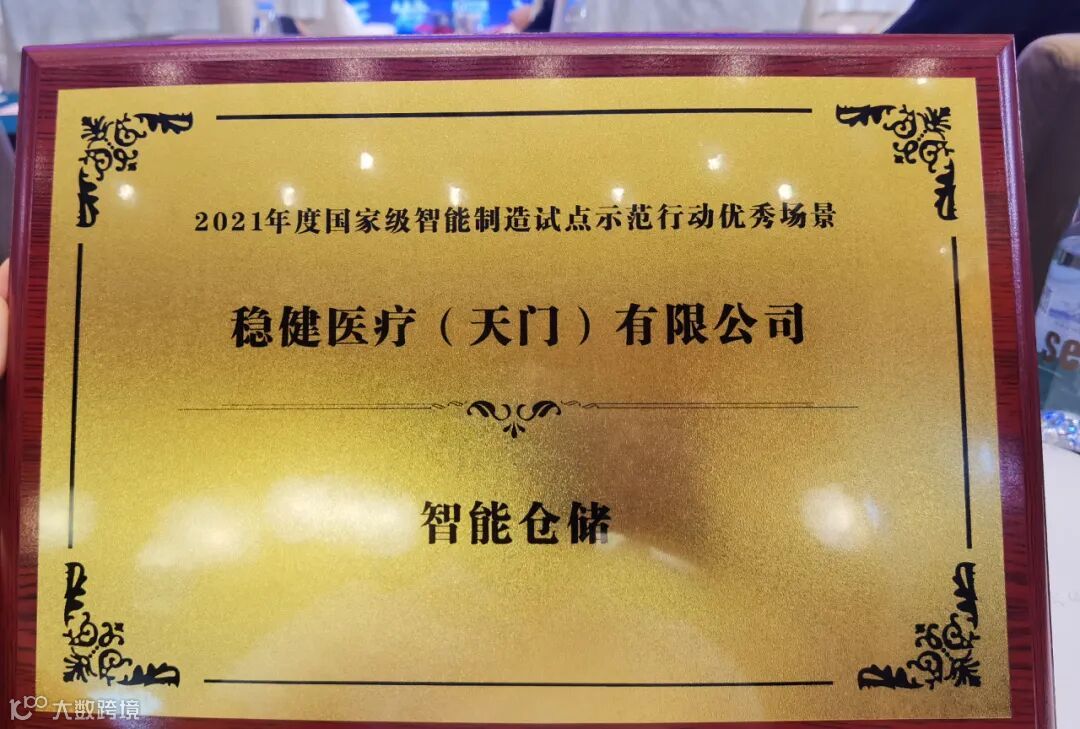 2021年度国家级智能制造试点示范行动优秀场景
稳健医疗（天门）有限公司
智能仓储
se
大数跨境